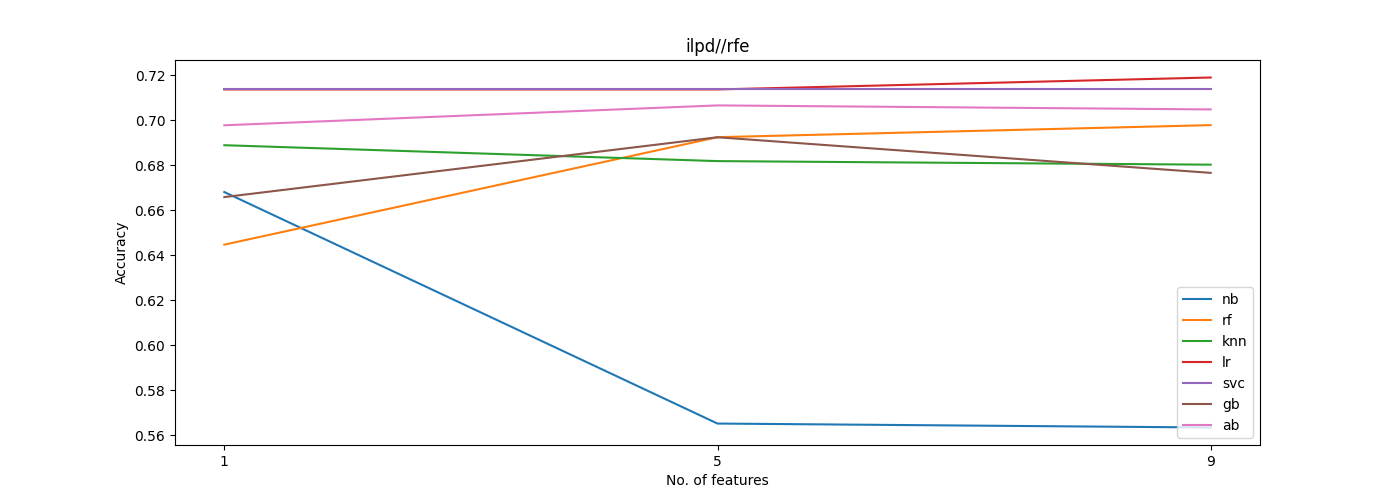 ilpd//rfe
Accuracy
0.72
0.70
0.68
0.66
0.64
0.62
0.60
0.58
0.56
1
5
9
No. of features
nb
rf
knn
lr
svc
gb
ab